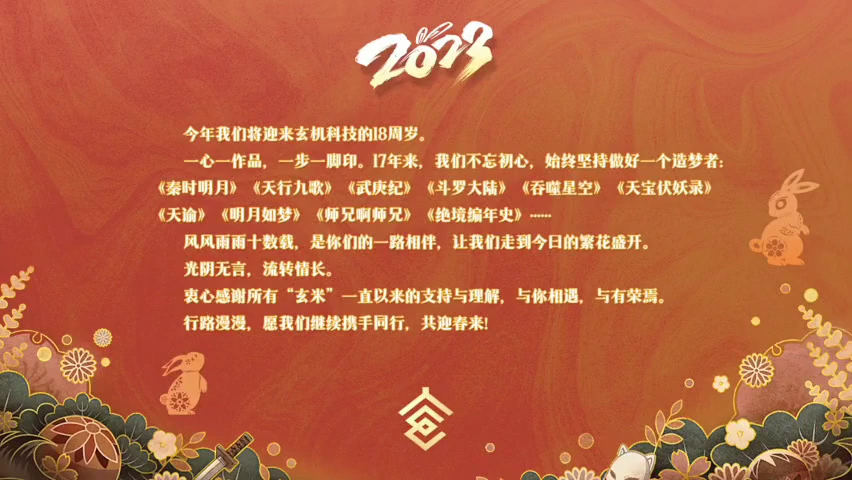 2023
今年我们将迎来玄机科技的18周岁。
一心一作品，一步一脚印。17年来，我们不忘初心，始终坚持做好一个造梦者：
《秦时明月》《天行九歌》《武庚纪》《斗罗大陆》《吞噬星空》《天宝伏妖录》
《天谕》《明月如梦》《师兄啊师兄》《绝境编年史》……
风风雨雨十数载，是你们的一路相伴，让我们走到今日的繁花盛开。
光阴无言，流转情长。
衷心感谢所有“玄米”一直以来的支持与理解，与你相遇，与有荣焉。
行路漫漫，愿我们继续携手同行，共迎春来！